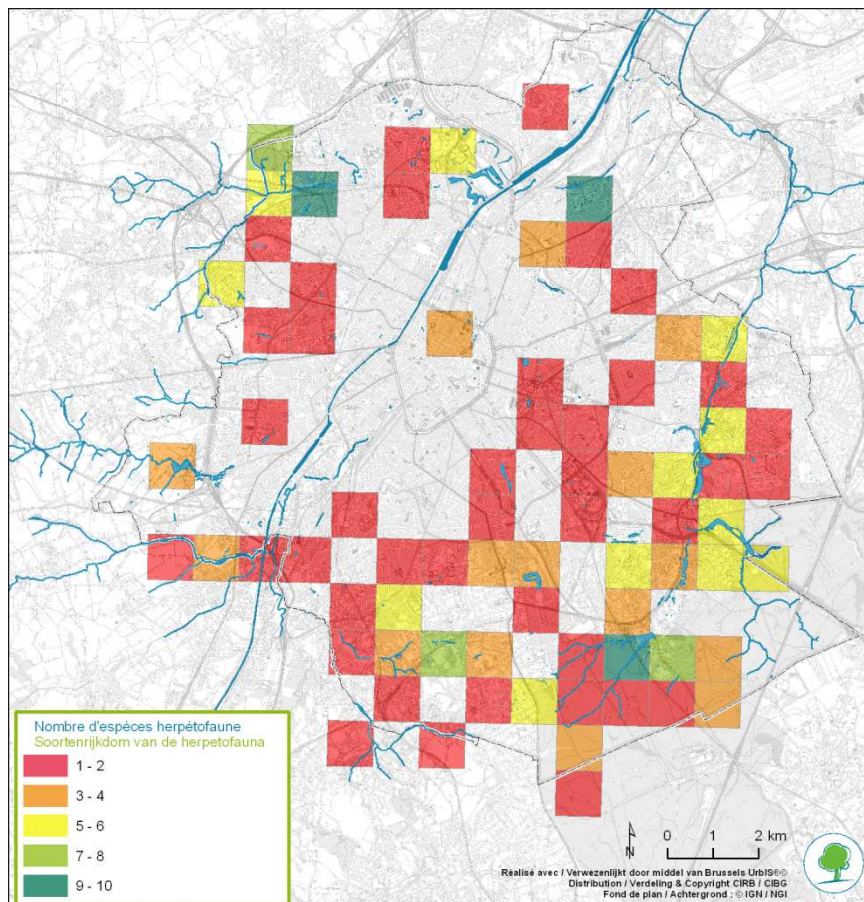 Nombre d'espèces herpétofaune
Soortenrijkdom van de herpetofauna
1 - 2
3 - 4
5 - 6
7 - 8
9 - 10
N
0 1 2 km
Réalisé avec / Verwezenlijkt door middel van Brussels UrbIS®©
Distribution / Verdeling & Copyright CIRB / CIBG
Fond de plan / Achtergrond : © IGN / NGI